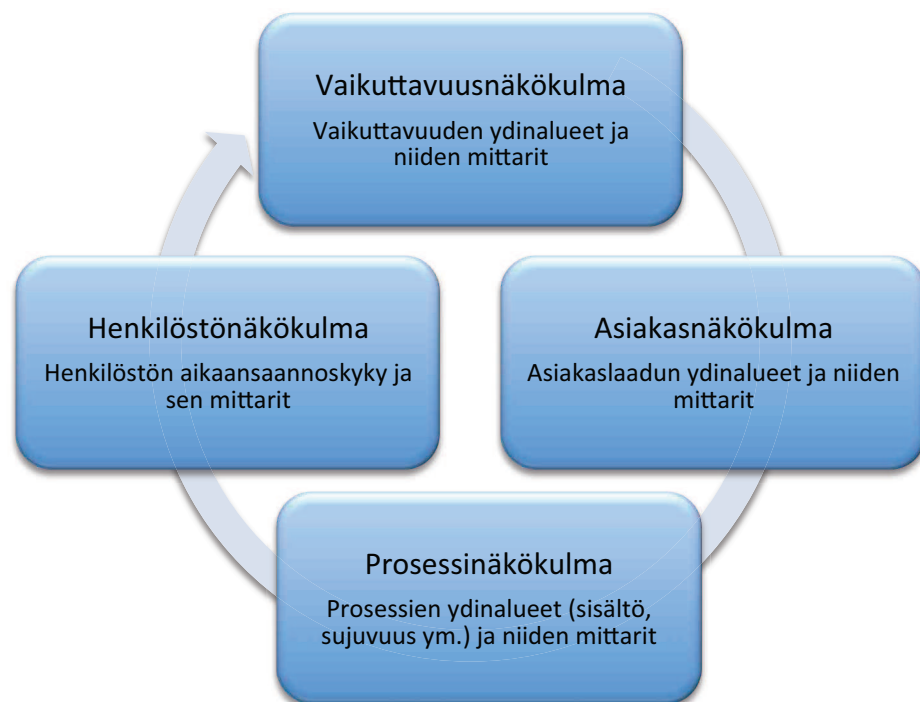 Vaikuttavuusnäkökulma
Vaikuttavuuden ydinalueet ja
niiden mittarit
Henkilöstönäkökulma
Henkilöstön aikaansaannoskyky ja
sen mittarit
Asiakasnäkökulma
Asiakaslaadun ydinalueet ja niiden
mittarit
Prosessinäkökulma
Prosessien ydinalueet (sisältö,
sujuvuus ym.) ja niiden mittarit